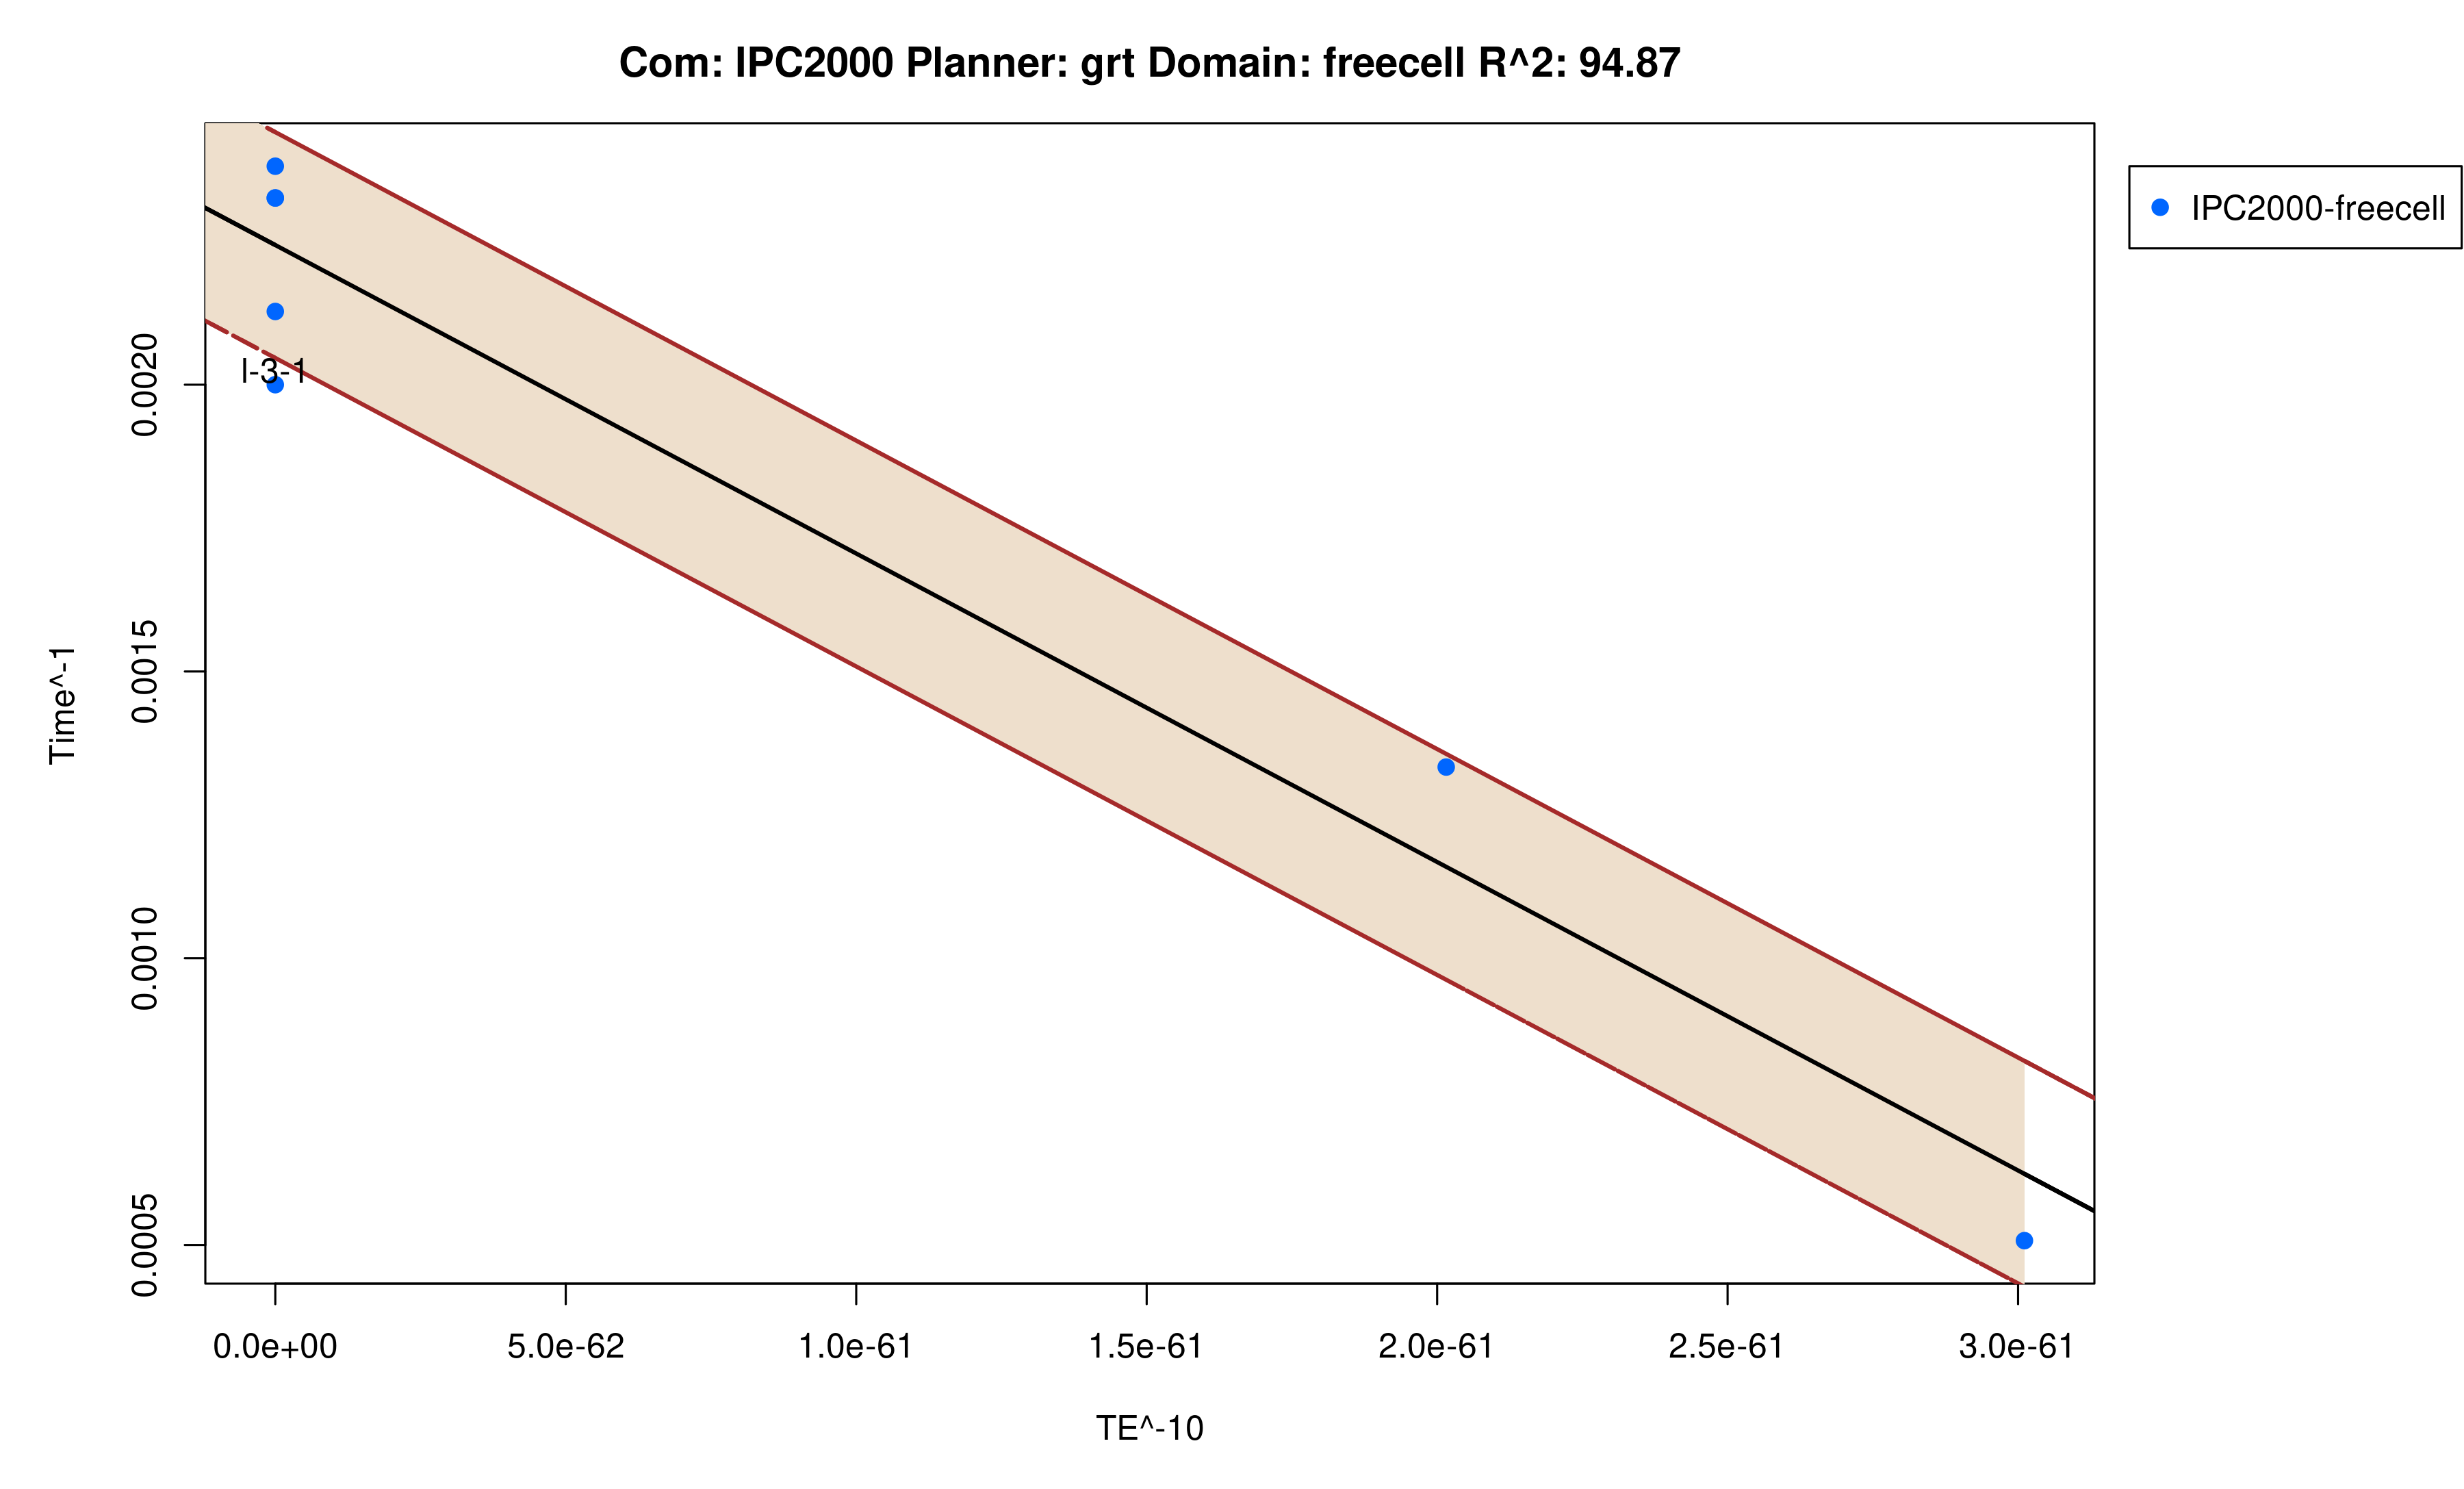 Com: IPC2000 Planner: grt Domain: freecell R^2: 94.87
IPC2000-freecell
l-3-1
0.0020
0.0015
0.0010
0.0005
Time^-1
0.0e+00
5.0e-62
1.0e-61
1.5e-61
2.0e-61
2.5e-61
3.0e-61
TE^-10